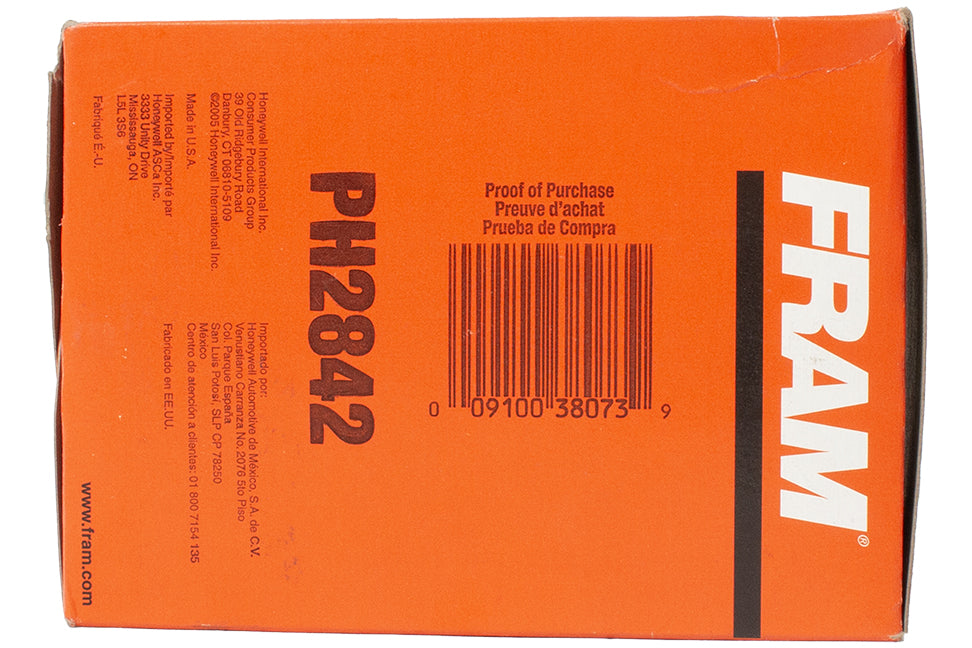 FRAM®
Proof of Purchase
Preuve d'achat
Prueba de Compra
0 09100 38073 9
PH2842
Honeywell International Inc.
Consumer Products Group
39 Old Ridgebury Road
Danbury, CT 06810-5109
©2005 Honeywell International Inc.
Made in U.S.A.
Imported by/Importé par
Honeywell ASCa Inc.
3333 Unity Drive
Mississauga, ON
L5L 3S6
Fabriqué É.-U.
Importado por:
Honeywell Automotive de México, S.A. de C.V.
Venustiano Carranza No. 2076 5to Piso
Col. Parque España
San Luis Potosí, SLP CP 78250
México
Centro de atención a clientes: 01 800 7154 135
Fabricado en EE.UU.
www.fram.com